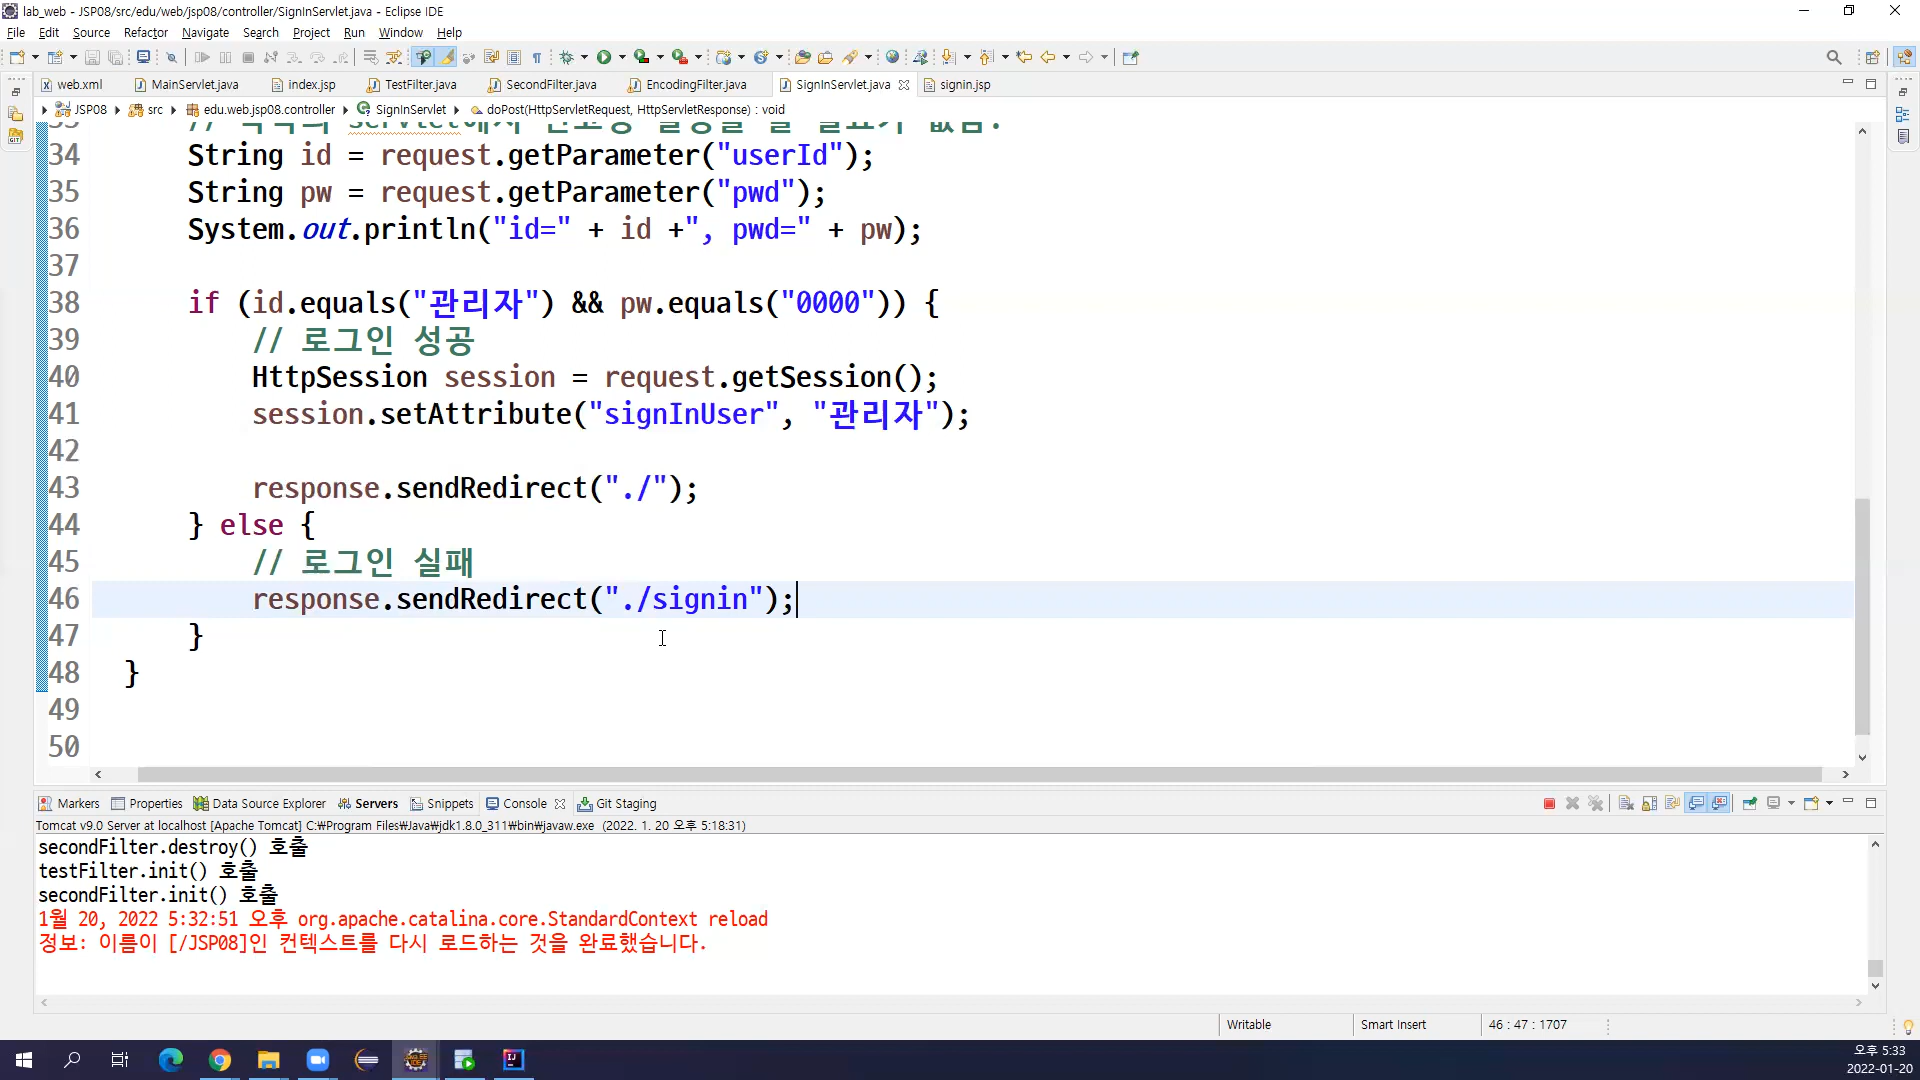 lab_web - JSP08/src/edu/web/jsp08/controller/SignInServlet.java - Eclipse IDE
File Edit Source Refactor Navigate Search Project Run Window Help
web.xml MainServlet.java index.jsp TestFilter.java SecondFilter.java EncodingFilter.java SignInServlet.java signin.jsp
JSP08 src edu.web.jsp08.controller SignInServlet doPost(HttpServletRequest, HttpServletResponse) : void
34 String id = request.getParameter("userId");
35 String pw = request.getParameter("pwd");
36 System.out.println("id=" + id +", pwd=" + pw);
37
38 if (id.equals("관리자") && pw.equals("0000")) {
39 // 로그인 성공
40 HttpSession session = request.getSession();
41 session.setAttribute("signInUser", "관리자");
42
43 response.sendRedirect("./");
44 } else {
45 // 로그인 실패
46 response.sendRedirect("./signin");
47 }
48 }
49
50
Markers Properties Data Source Explorer Servers Snippets Console Git Staging
Tomcat v9.0 Server at localhost [Apache Tomcat] C:₩Program Files₩Java₩jdk1.8.0_311₩bin₩javaw.exe (2022. 1. 20 오후 5:18:31)
secondFilter.destroy() 호출
testFilter.init() 호출
secondFilter.init() 호출
1월 20, 2022 5:32:51 오후 org.apache.catalina.core.StandardContext reload
정보: 이름이 [/JSP08]인 컨텍스트를 다시 로드하는 것을 완료했습니다.
Writable Smart Insert 46 : 47 : 1707
오후 5:33
2022-01-20